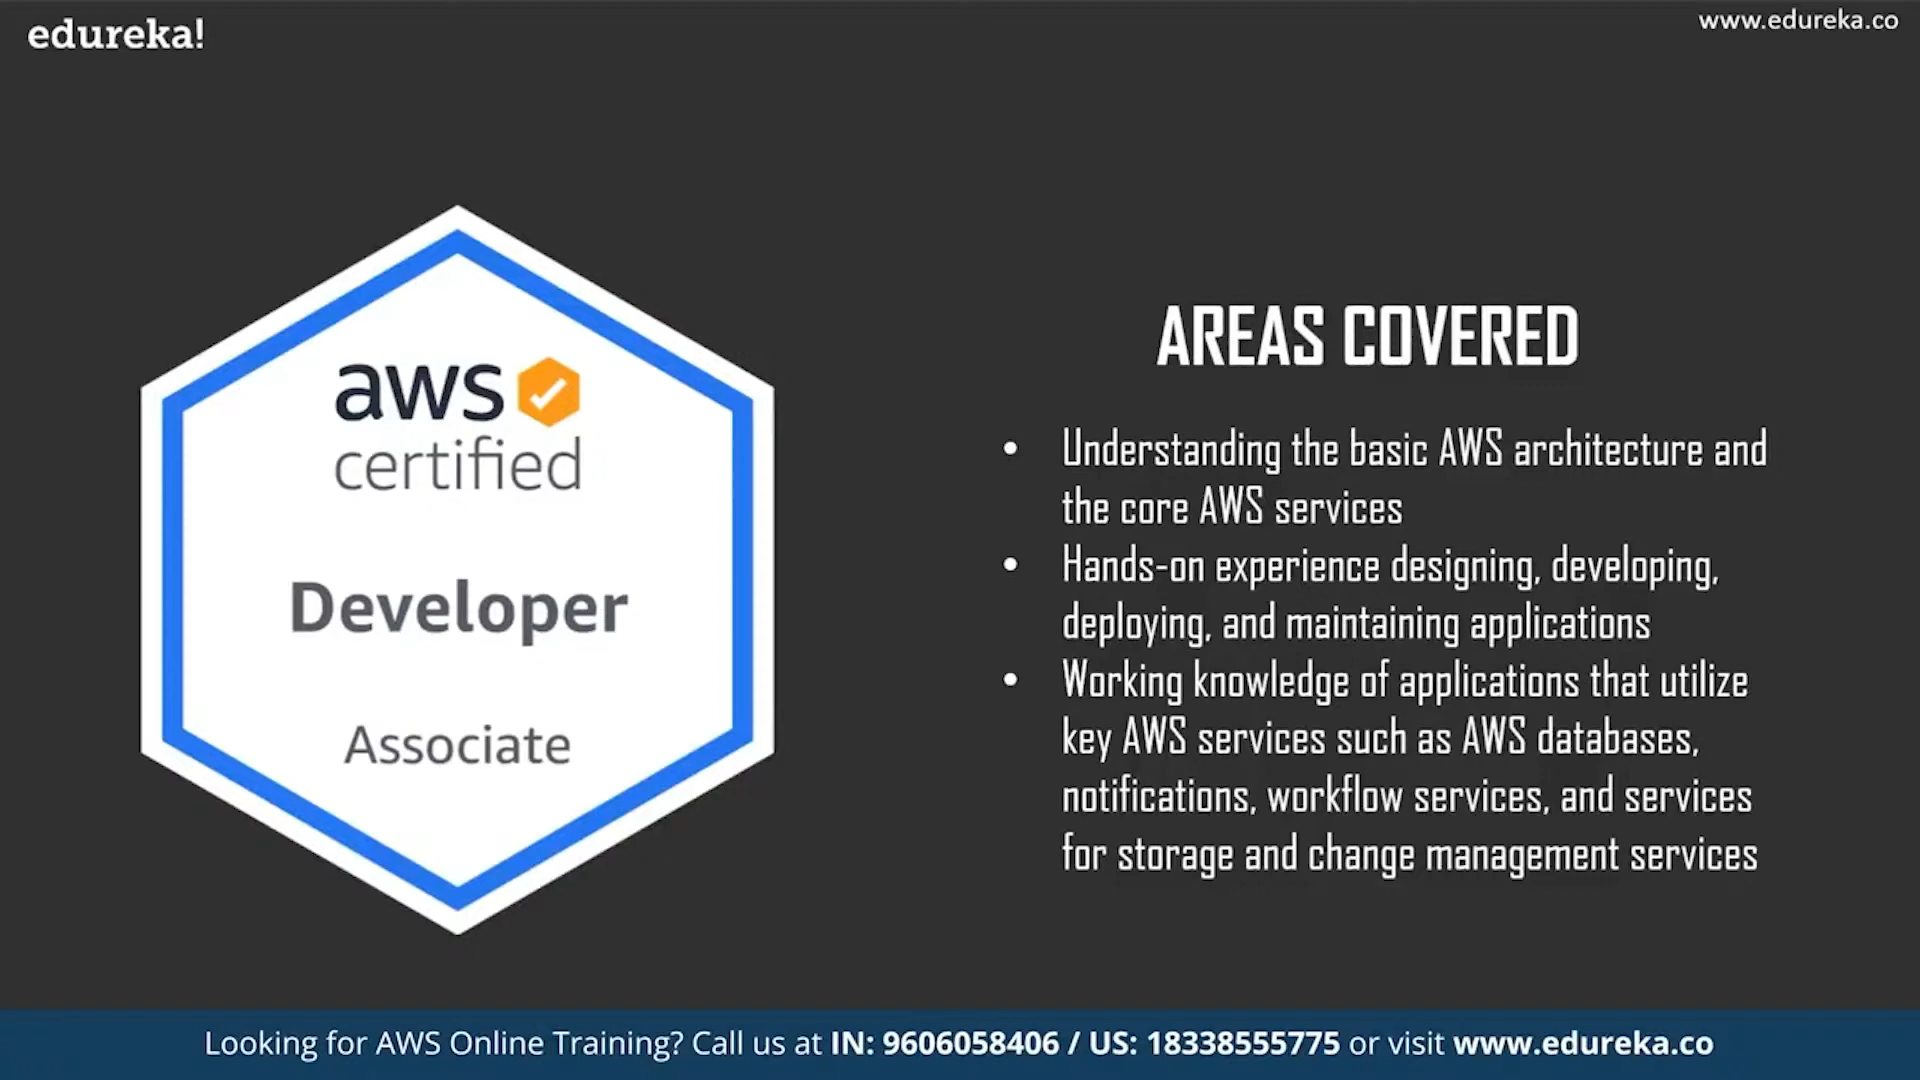 edureka!
www.edureka.co
aws
certified
Developer
Associate
AREAS COVERED
• Understanding the basic AWS architecture and
the core AWS services
• Hands-on experience designing, developing,
deploying, and maintaining applications
• Working knowledge of applications that utilize
key AWS services such as AWS databases,
notifications, workflow services, and services
for storage and change management services
Looking for AWS Online Training? Call us at IN: 9606058406 / US: 18338555775 or visit www.edureka.co